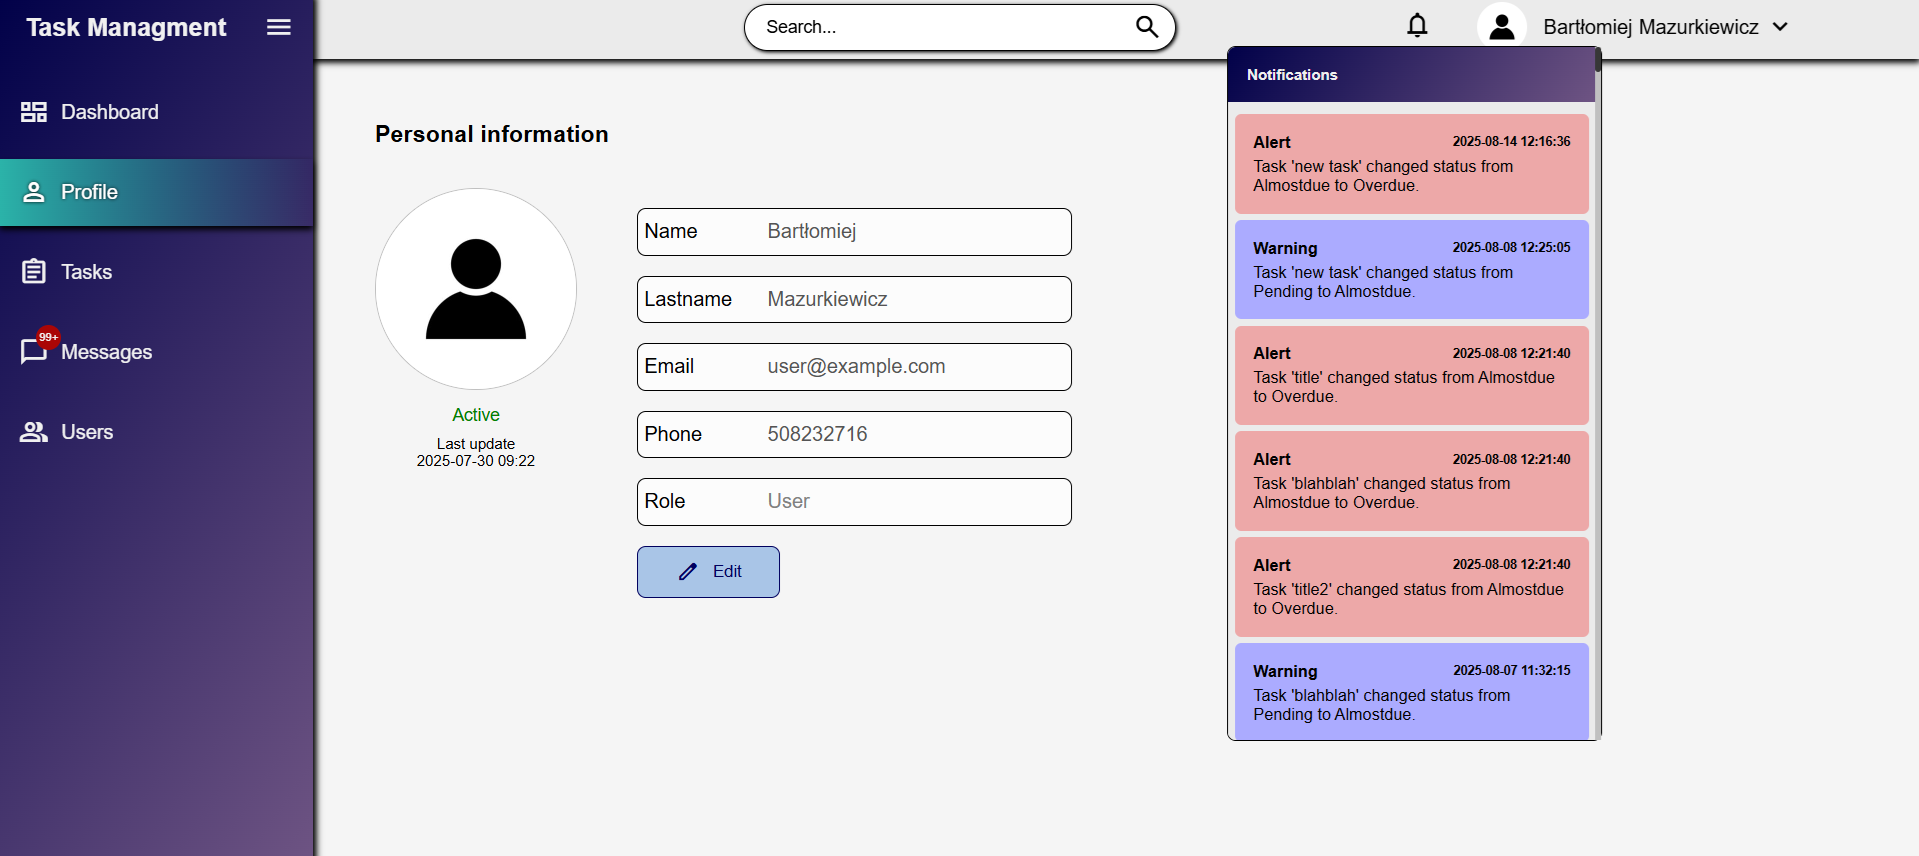 Task Managment
Search...
Bartłomiej Mazurkiewicz
Dashboard
Profile
Tasks
99+
Messages
Users
Personal information
Active
Last update
2025-07-30 09:22
Name Bartłomiej
Lastname Mazurkiewicz
Email user@example.com
Phone 508232716
Role User
Edit
Notifications
Alert 2025-08-14 12:16:36
Task 'new task' changed status from
Almostdue to Overdue.
Warning 2025-08-08 12:25:05
Task 'new task' changed status from
Pending to Almostdue.
Alert 2025-08-08 12:21:40
Task 'title' changed status from Almostdue
to Overdue.
Alert 2025-08-08 12:21:40
Task 'blahblah' changed status from
Almostdue to Overdue.
Alert 2025-08-08 12:21:40
Task 'title2' changed status from Almostdue
to Overdue.
Warning 2025-08-07 11:32:15
Task 'blahblah' changed status from
Pending to Almostdue.